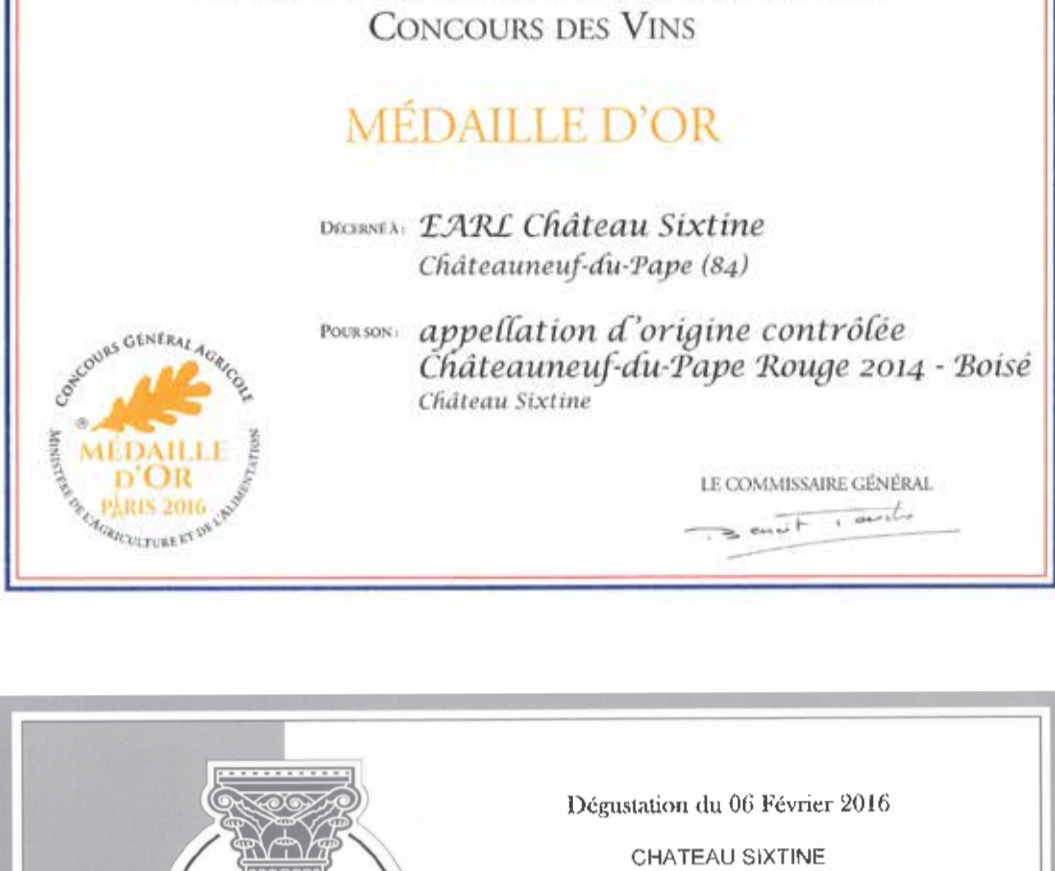 CONCOURS DES VINS
MÉDAILLE D'OR
DÉCERNÉ À: EARL Château Sixtine
Châteauneuf-du-Pape (84)
POUR SON: appellation d'origine contrôlée
Châteauneuf-du-Pape Rouge 2014 - Boisé
Château Sixtine
CONCOURS GÉNÉRAL AGRICOLE
®
MÉDAILLE
D'OR
PARIS 2016
MINISTÈRE DE L'AGRICULTURE ET DE L'ALIMENTATION
LE COMMISSAIRE GÉNÉRAL
Benoit
Dégustation du 06 Février 2016
CHATEAU SIXTINE